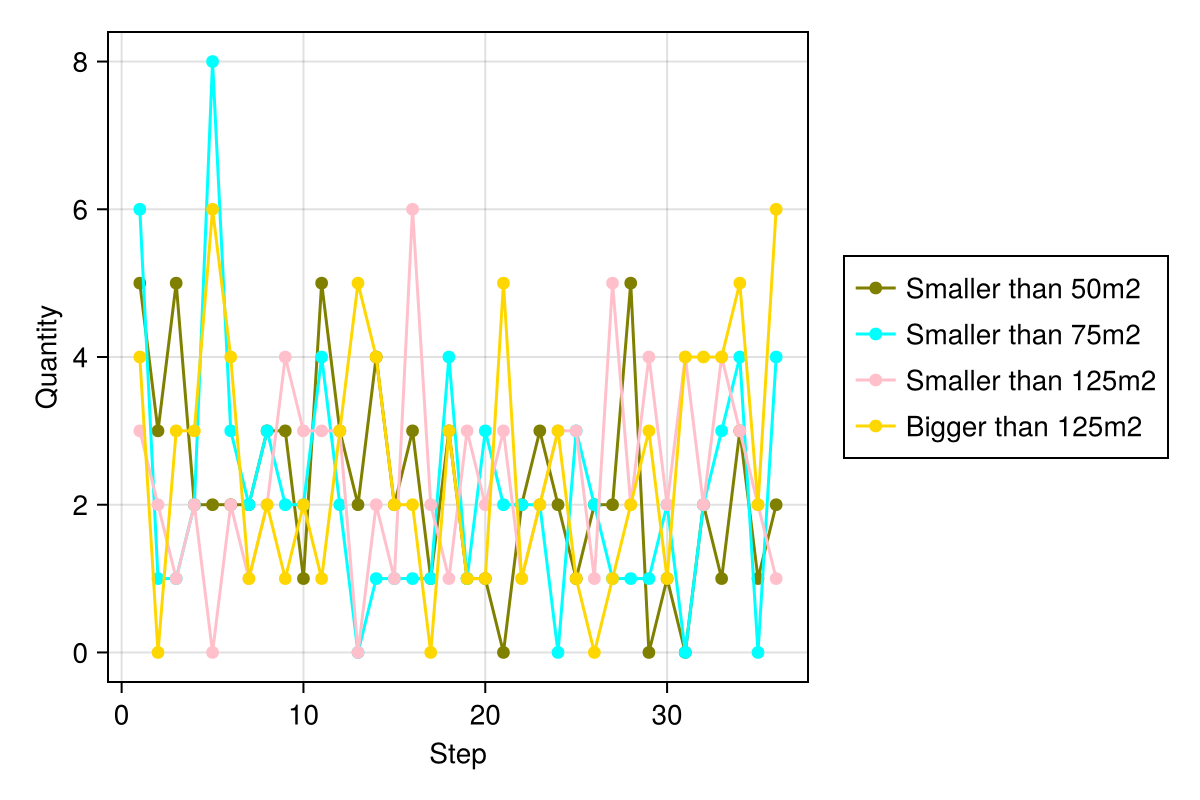 8
6
4
2
0
Quantity
0 10 20 30
Step
Smaller than 50m2
Smaller than 75m2
Smaller than 125m2
Bigger than 125m2